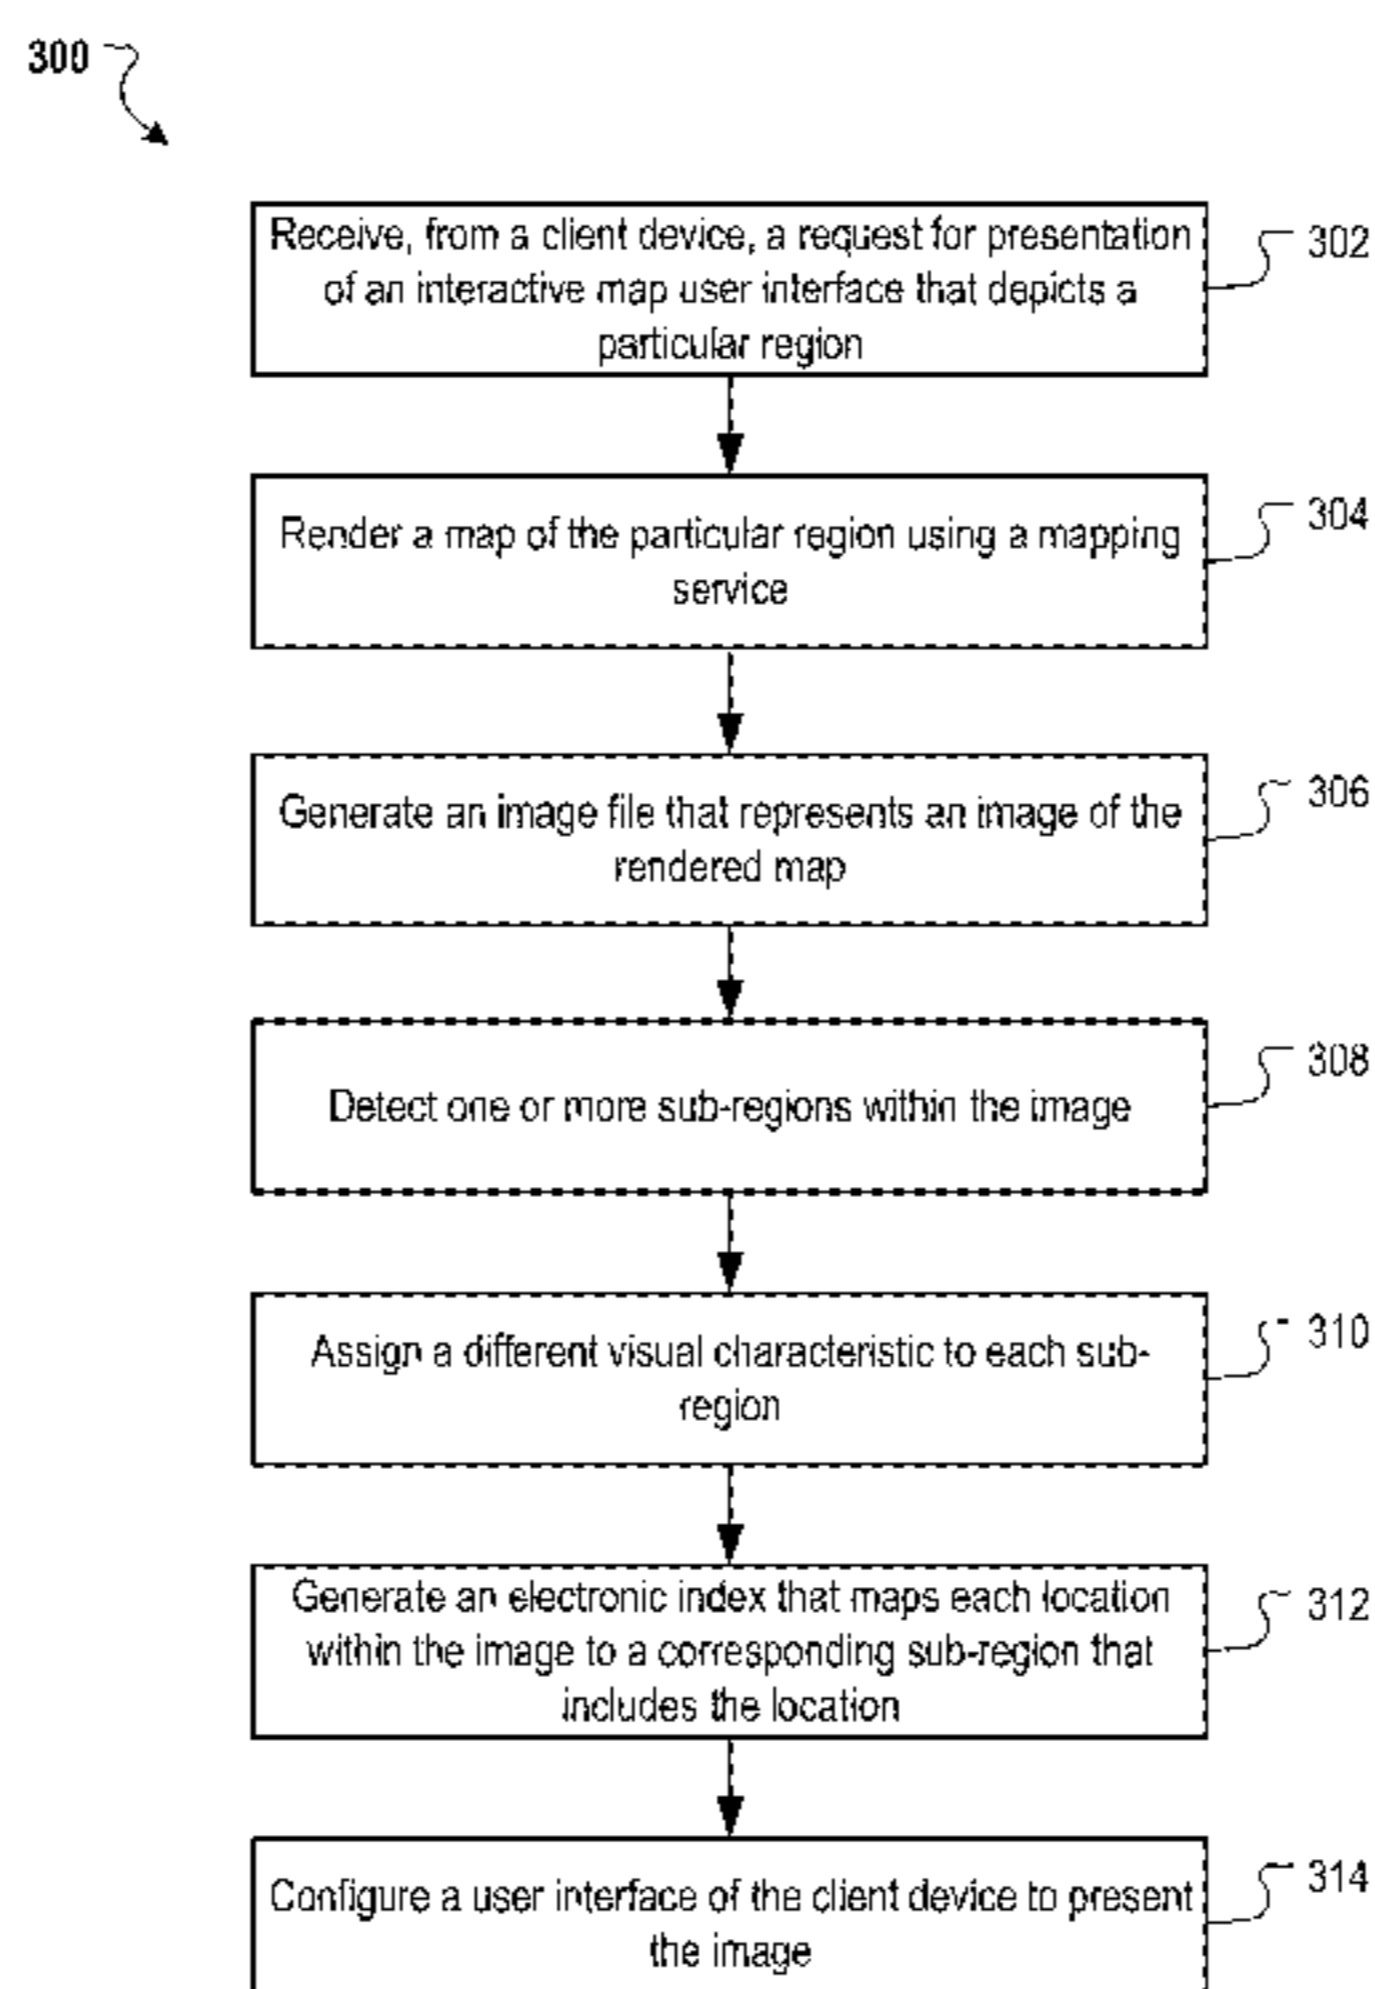 300
Receive, from a client device, a request for presentation
of an interactive map user interface that depicts a
particular region
302
Render a map of the particular region using a mapping
service
304
Generate an image file that represents an image of the
rendered map
306
Detect one or more sub-regions within the image
308
Assign a different visual characteristic to each sub-
region
310
Generate an electronic index that maps each location
within the image to a corresponding sub-region that
includes the location
312
Configure a user interface of the client device to present
the image
314